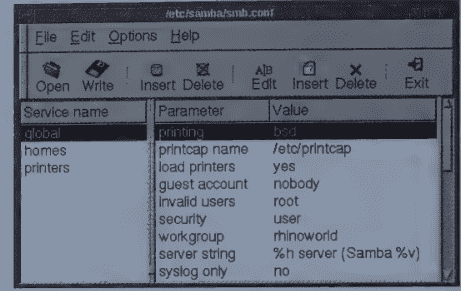 /etc/samba/smb.conf
File Edit Options Help
Open Write Insert Delete Edit Insert Delete Exit
Service name Parameter Value
global printing bsd
homes printcap name /etc/printcap
printers load printers yes
guest account nobody
invalid users root
security user
workgroup rhinoworld
server string %h server (Samba %v)
syslog only no